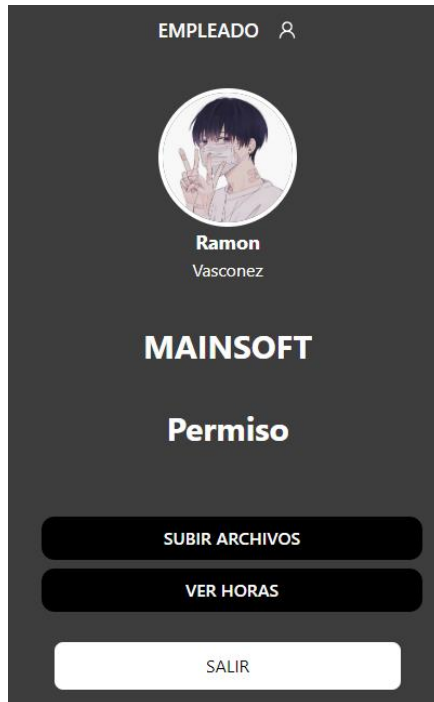 EMPLEADO
Ramon
Vasconez
MAINSOFT
Permiso
SUBIR ARCHIVOS
VER HORAS
SALIR